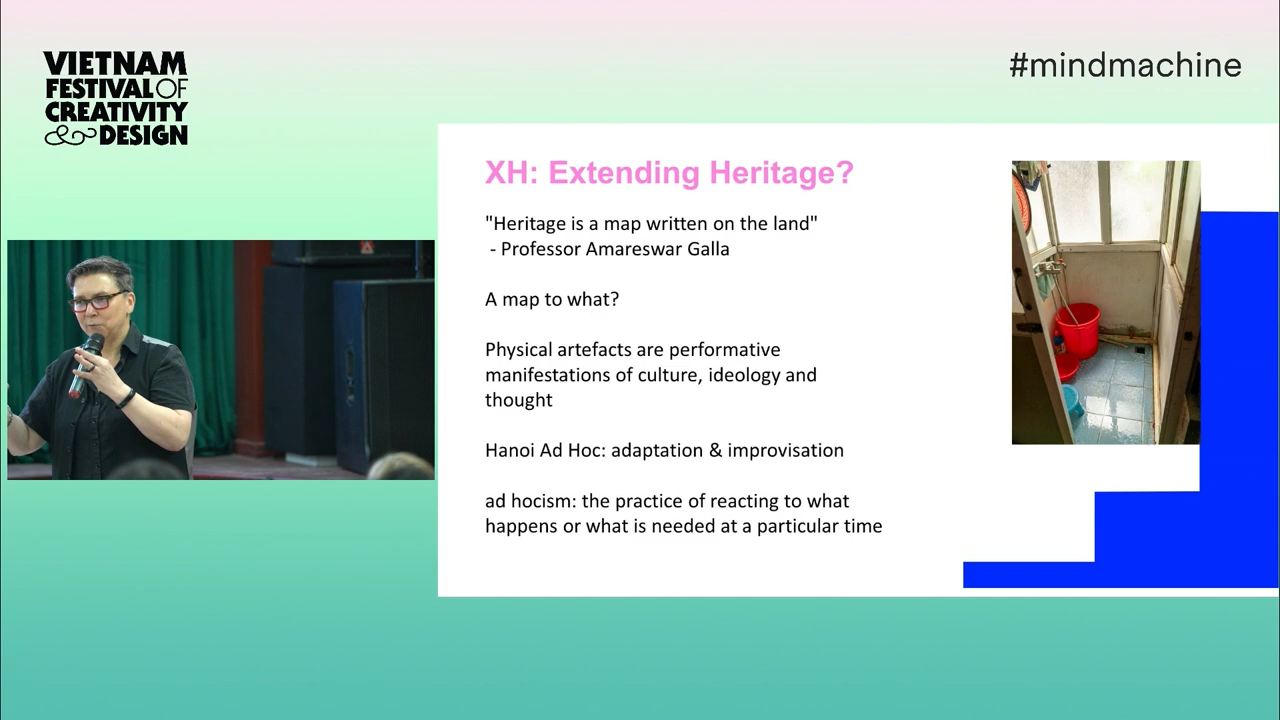 VIETNAM
FESTIVAL OF
CREATIVITY
& DESIGN
#mindmachine
XH: Extending Heritage?
"Heritage is a map written on the land"
- Professor Amareswar Galla
A map to what?
Physical artefacts are performative
manifestations of culture, ideology and
thought
Hanoi Ad Hoc: adaptation & improvisation
ad hocism: the practice of reacting to what
happens or what is needed at a particular time